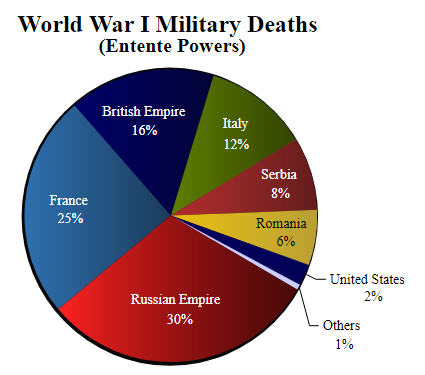 World War I Military Deaths
(Entente Powers)
British Empire
16%
Italy
12%
Serbia
8%
France
25%
Romania
6%
United States
2%
Russian Empire
30%
Others
1%